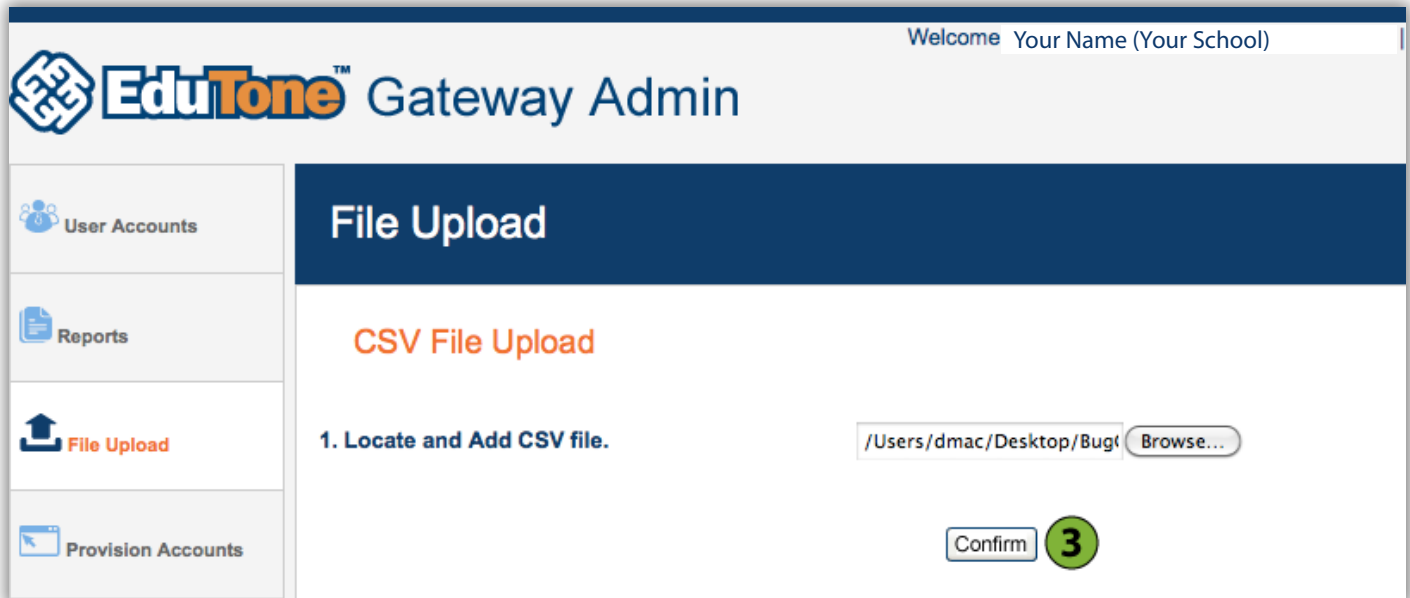 Welcome Your Name (Your School) |
EduTone™ Gateway Admin
User Accounts
File Upload
Reports
CSV File Upload
File Upload
1. Locate and Add CSV file.
/Users/dmac/Desktop/Bug
Browse...
Provision Accounts
Confirm 3